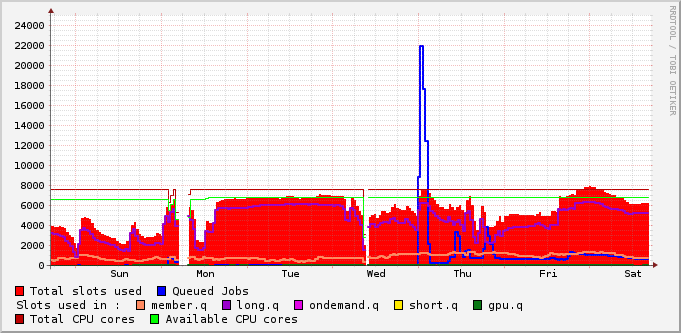 RRDTOOL / TOBI OETIKER
24000
22000
20000
18000
16000
14000
12000
10000
8000
6000
4000
2000
0
Sun Mon Tue Wed Thu Fri Sat
Total slots used Queued Jobs
Slots used in : member.q long.q ondemand.q short.q gpu.q
Total CPU cores Available CPU cores